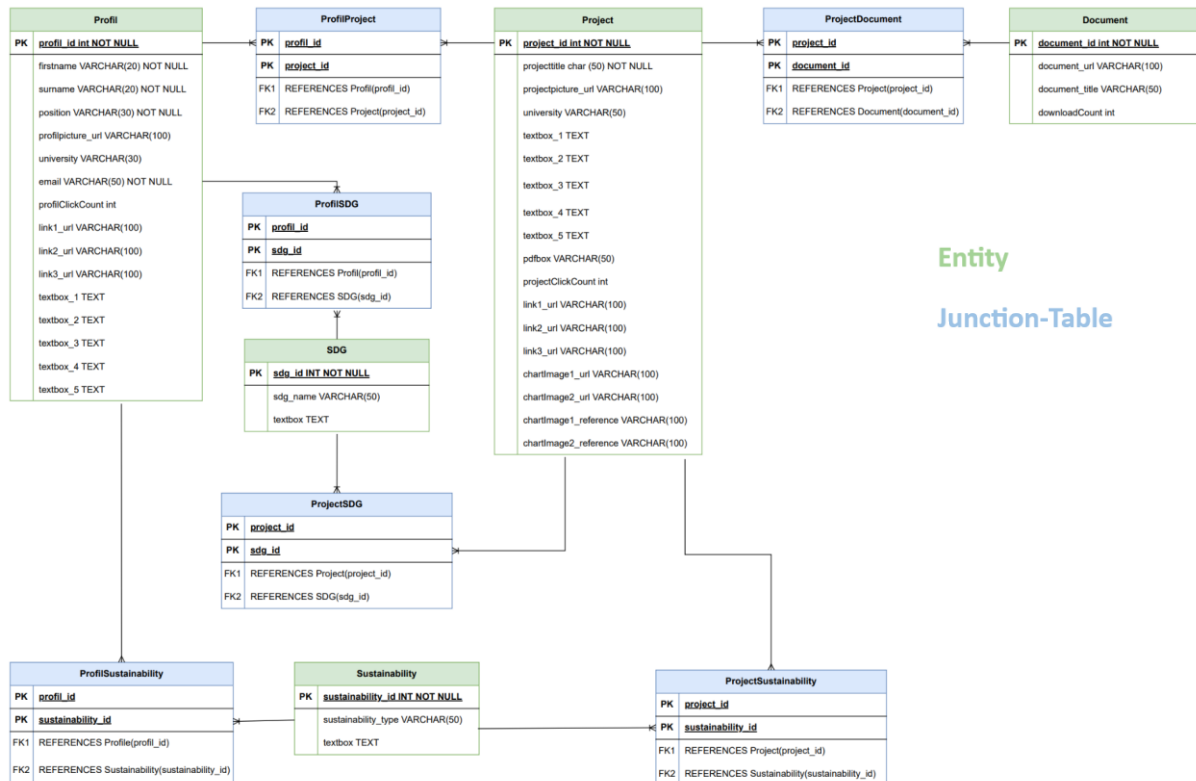 Profil
PK profil_id int NOT NULL
firstname VARCHAR(20) NOT NULL
surname VARCHAR(20) NOT NULL
position VARCHAR(30) NOT NULL
profilpicture_url VARCHAR(100)
university VARCHAR(30)
email VARCHAR(50) NOT NULL
profilClickCount int
link1_url VARCHAR(100)
link2_url VARCHAR(100)
link3_url VARCHAR(100)
textbox_1 TEXT
textbox_2 TEXT
textbox_3 TEXT
textbox_4 TEXT
textbox_5 TEXT
ProfilProject
PK profil_id
PK project_id
FK1 REFERENCES Profil(profil_id)
FK2 REFERENCES Project(project_id)
Project
PK project_id int NOT NULL
projecttitle char (50) NOT NULL
projectpicture_url VARCHAR(100)
university VARCHAR(50)
textbox_1 TEXT
textbox_2 TEXT
textbox_3 TEXT
textbox_4 TEXT
textbox_5 TEXT
pdfbox VARCHAR(50)
projectClickCount int
link1_url VARCHAR(100)
link2_url VARCHAR(100)
link3_url VARCHAR(100)
chartImage1_url VARCHAR(100)
chartImage2_url VARCHAR(100)
chartImage1_reference VARCHAR(100)
chartImage2_reference VARCHAR(100)
ProjectDocument
PK project_id
PK document_id
FK1 REFERENCES Project(project_id)
FK2 REFERENCES Document(document_id)
Document
PK document_id int NOT NULL
document_url VARCHAR(100)
document_title VARCHAR(50)
downloadCount int
ProfilSDG
PK profil_id
PK sdg_id
FK1 REFERENCES Profil(profil_id)
FK2 REFERENCES SDG(sdg_id)
SDG
PK sdg_id INT NOT NULL
sdg_name VARCHAR(50)
textbox TEXT
Entity
Junction-Table
ProjectSDG
PK project_id
PK sdg_id
FK1 REFERENCES Project(project_id)
FK2 REFERENCES SDG(sdg_id)
ProfilSustainability
PK profil_id
PK sustainability_id
FK1 REFERENCES Profile(profil_id)
FK2 REFERENCES Sustainability(sustainability_id)
Sustainability
PK sustainability_id INT NOT NULL
sustainability_type VARCHAR(50)
textbox TEXT
ProjectSustainability
PK project_id
PK sustainability_id
FK1 REFERENCES Project(project_id)
FK2 REFERENCES Sustainability(sustainability_id)